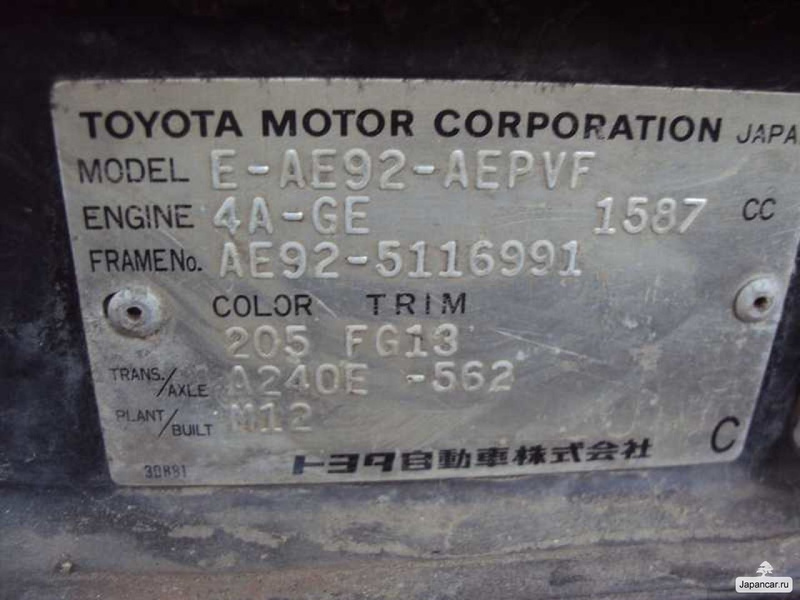 TOYOTA MOTOR CORPORATION JAPA
MODEL E-AE92-AEPVF
ENGINE 4A-GE 1587 CC
FRAME No. AE92-5116991
COLOR TRIM
205 FG13
TRANS./AXLE A240E -562
PLANT/BUILT M12
C
30881 トヨタ自動車株式会社
Japancar.ru